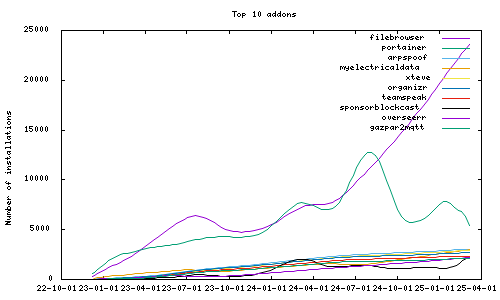 Top 10 addons
25000
20000
15000
10000
5000
0
Number of installations
filebrowser
portainer
arpspoof
myelectricaldata
xteve
organizr
teamspeak
sponsorblockcast
overseerr
gazpar2mqtt
22-10-01 23-01-01 23-04-01 23-07-01 23-10-01 24-01-01 24-04-01 24-07-01 24-10-01 25-01-01 25-04-01